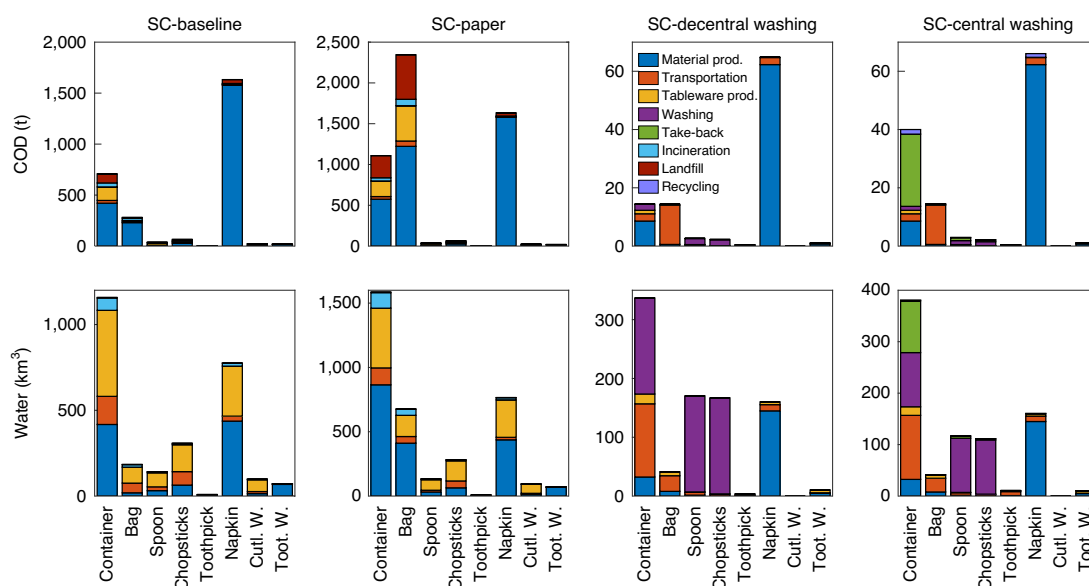 SC-baseline SC-paper SC-decentral washing SC-central washing
COD (t)
2,000
1,500
1,000
500
0
2,500
2,000
1,500
1,000
500
0
60
40
20
0
Material prod.
Transportation
Tableware prod.
Washing
Take-back
Incineration
Landfill
Recycling
60
40
20
0
Water (km³)
1,000
500
0
1,500
1,000
500
0
300
200
100
0
400
300
200
100
0
Container Bag Spoon Chopsticks Toothpick Napkin Cutl. W. Toot. W.
Container Bag Spoon Chopsticks Toothpick Napkin Cutl. W. Toot. W.
Container Bag Spoon Chopsticks Toothpick Napkin Cutl. W. Toot. W.
Container Bag Spoon Chopsticks Toothpick Napkin Cutl. W. Toot. W.